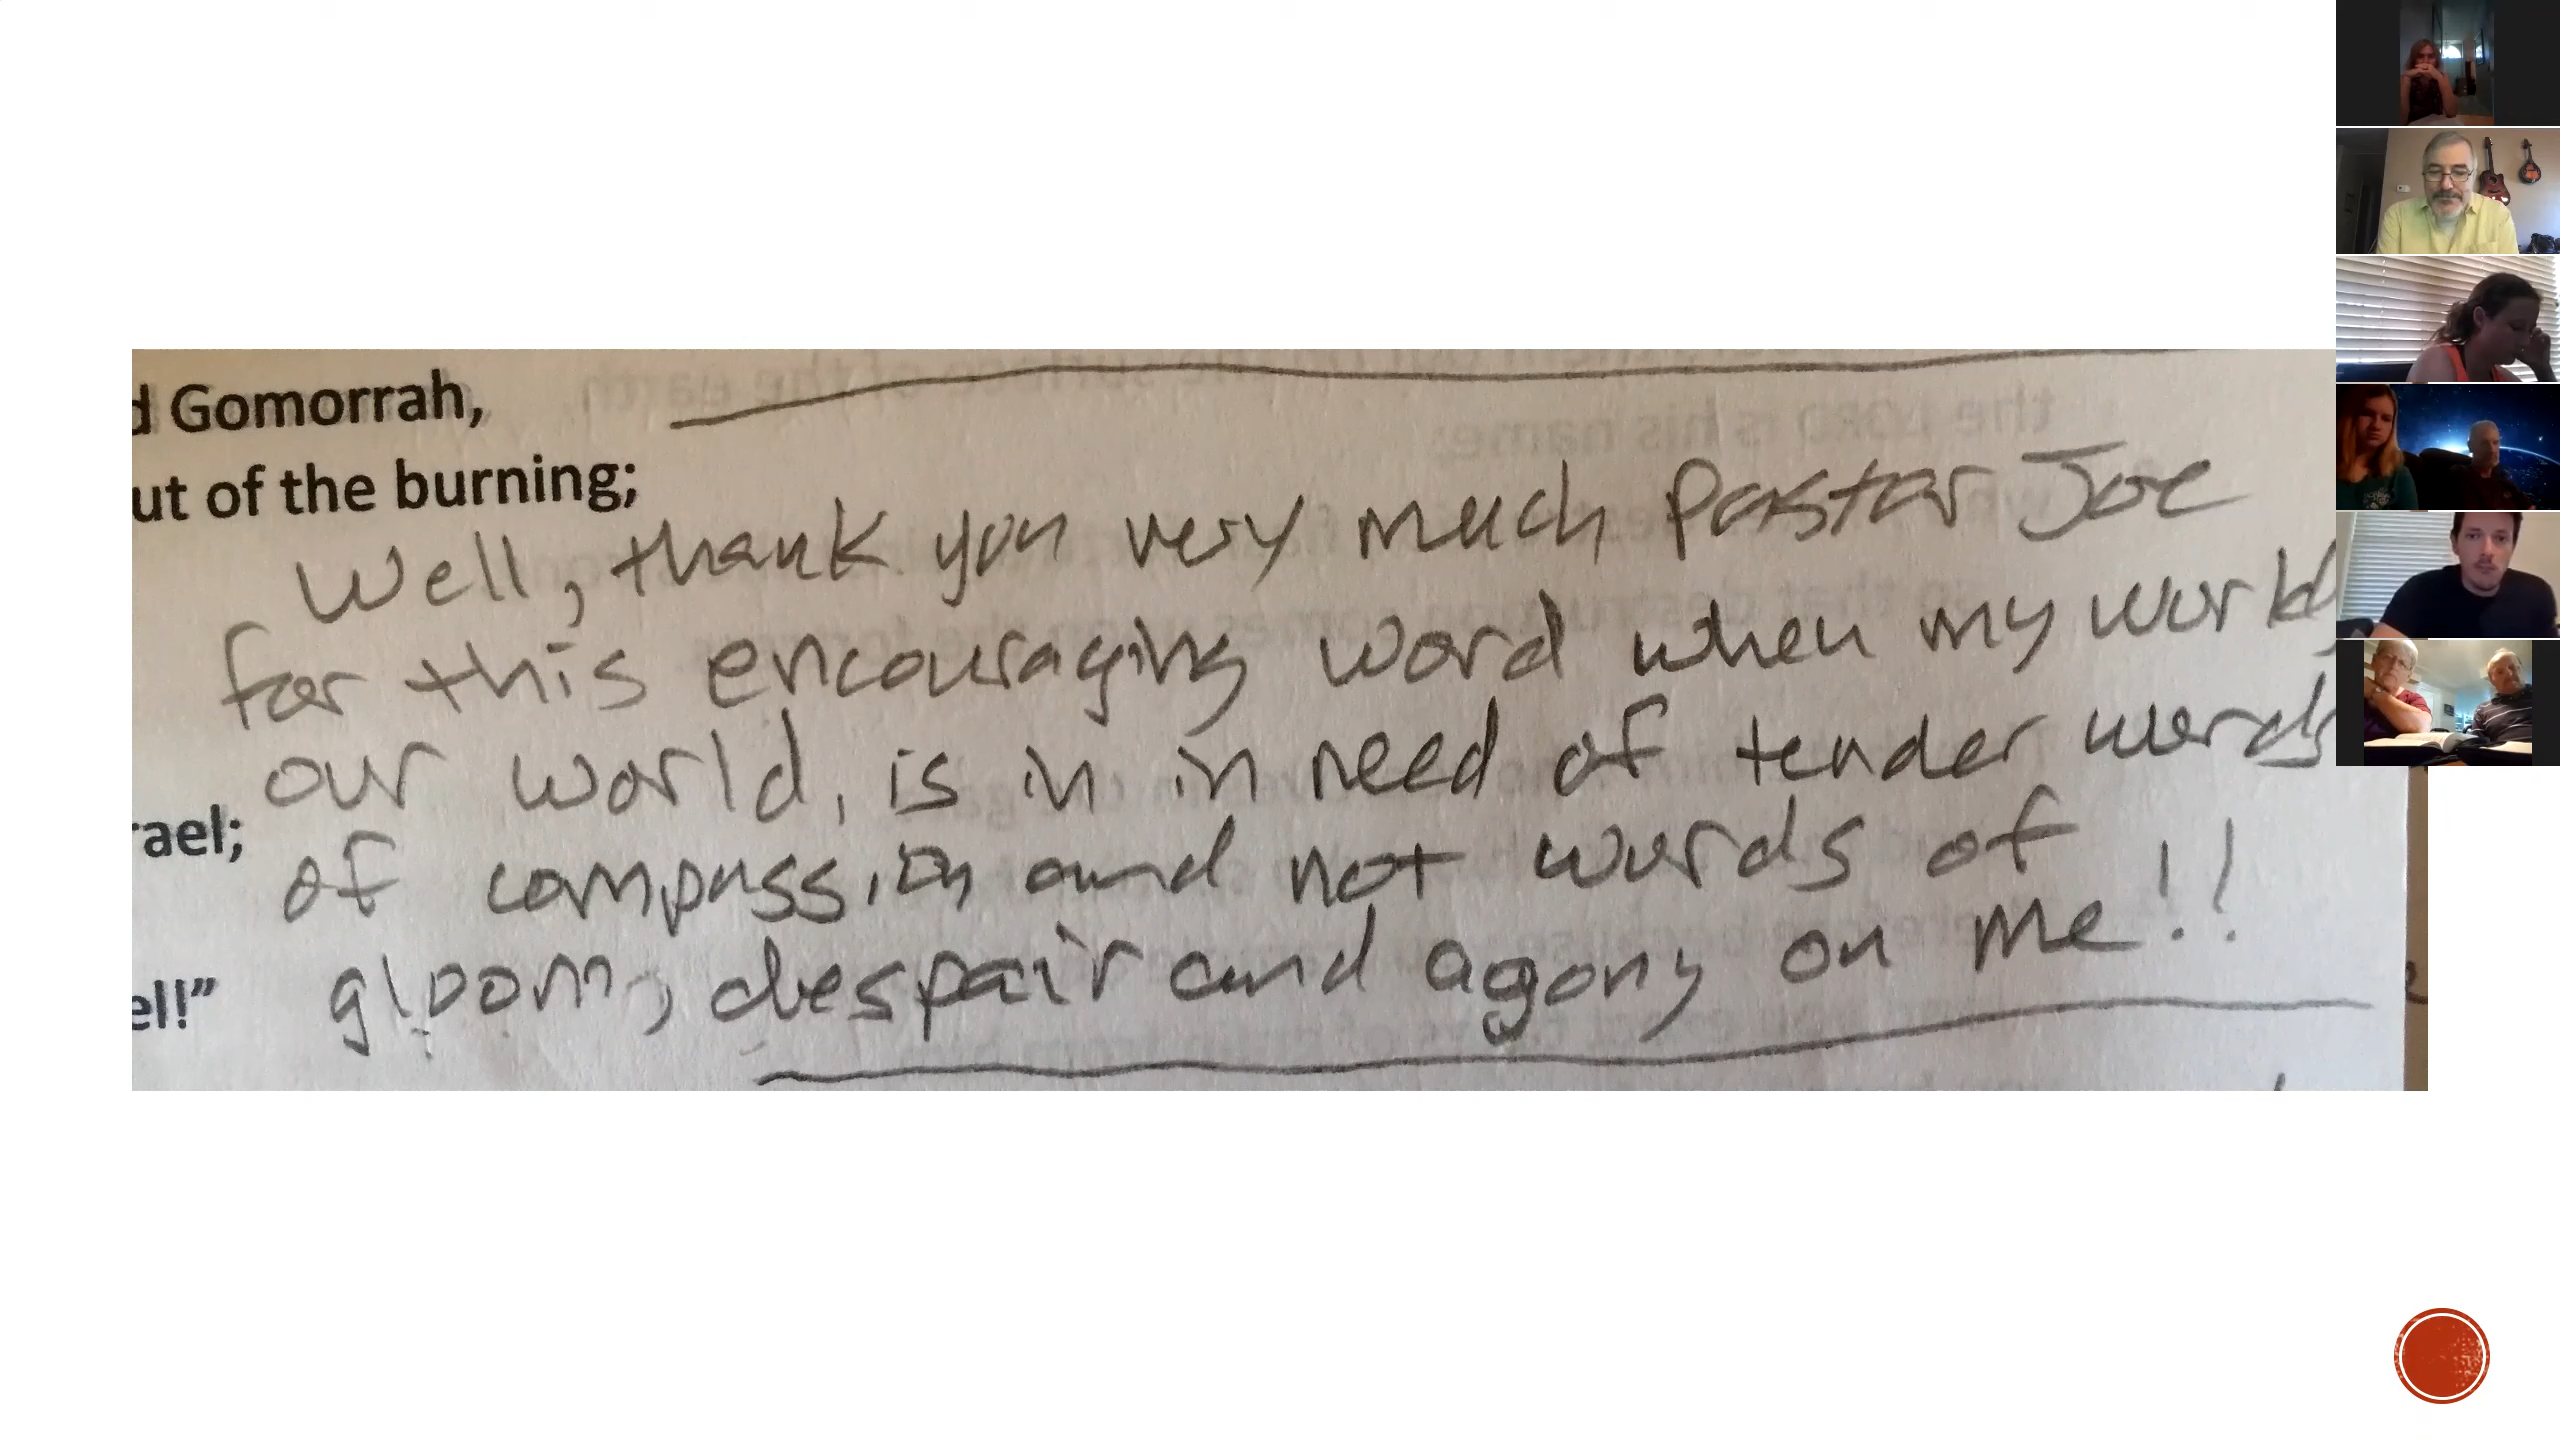 d Gomorrah,
ut of the burning;
Well, thank you very much Pastor Joe
for this encouraging word when my world,
our world, is in in need of tender words
rael;
of compassion and not words of
el!” gloom, despair and agony on me!!